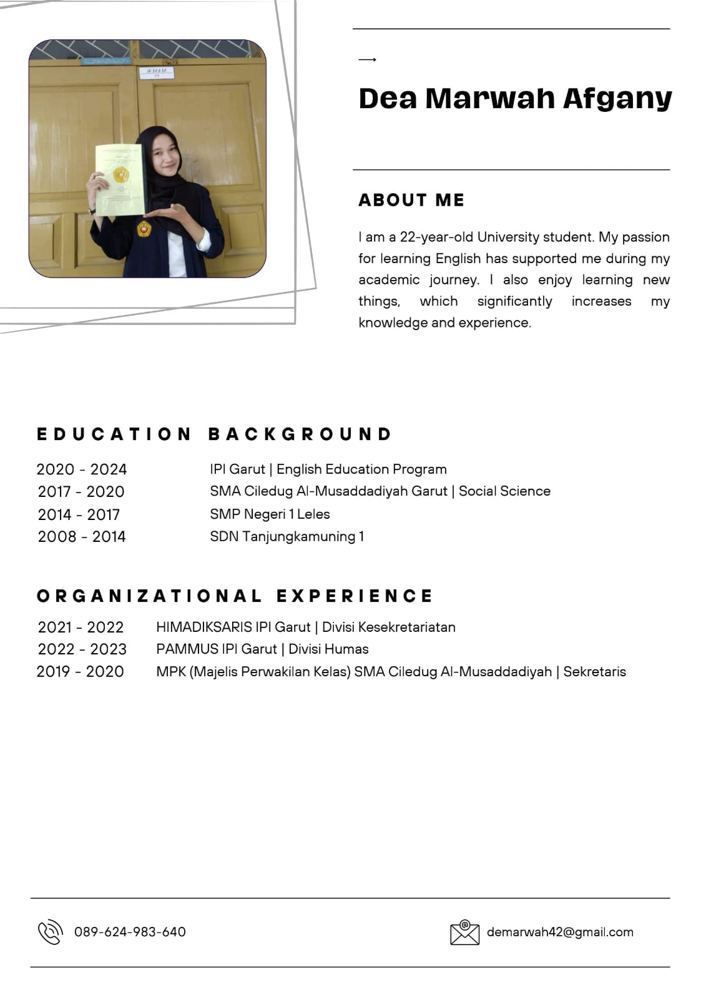 Dea Marwah Afgany
ABOUT ME
I am a 22-year-old University student. My passion
for learning English has supported me during my
academic journey. I also enjoy learning new
things, which significantly increases my
knowledge and experience.
EDUCATION BACKGROUND
2020 - 2024 IPI Garut | English Education Program
2017 - 2020 SMA Ciledug Al-Musaddadiyah Garut | Social Science
2014 - 2017 SMP Negeri 1 Leles
2008 - 2014 SDN Tanjungkamuning 1
ORGANIZATIONAL EXPERIENCE
2021 - 2022 HIMADIKSARIS IPI Garut | Divisi Kesekretariatan
2022 - 2023 PAMMUS IPI Garut | Divisi Humas
2019 - 2020 MPK (Majelis Perwakilan Kelas) SMA Ciledug Al-Musaddadiyah | Sekretaris
089-624-983-640
demarwah42@gmail.com